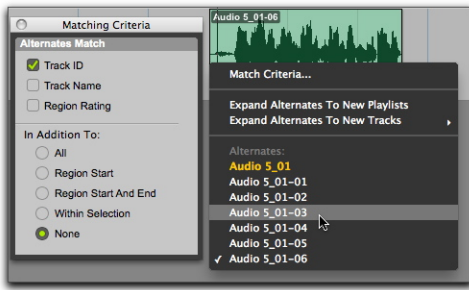 Matching Criteria
Alternates Match
Track ID
Track Name
Region Rating
In Addition To:
All
Region Start
Region Start And End
Within Selection
None
Audio 5_01-06
Match Criteria...
Expand Alternates To New Playlists
Expand Alternates To New Tracks
Alternates:
Audio 5_01
Audio 5_01-01
Audio 5_01-02
Audio 5_01-03
Audio 5_01-04
Audio 5_01-05
Audio 5_01-06